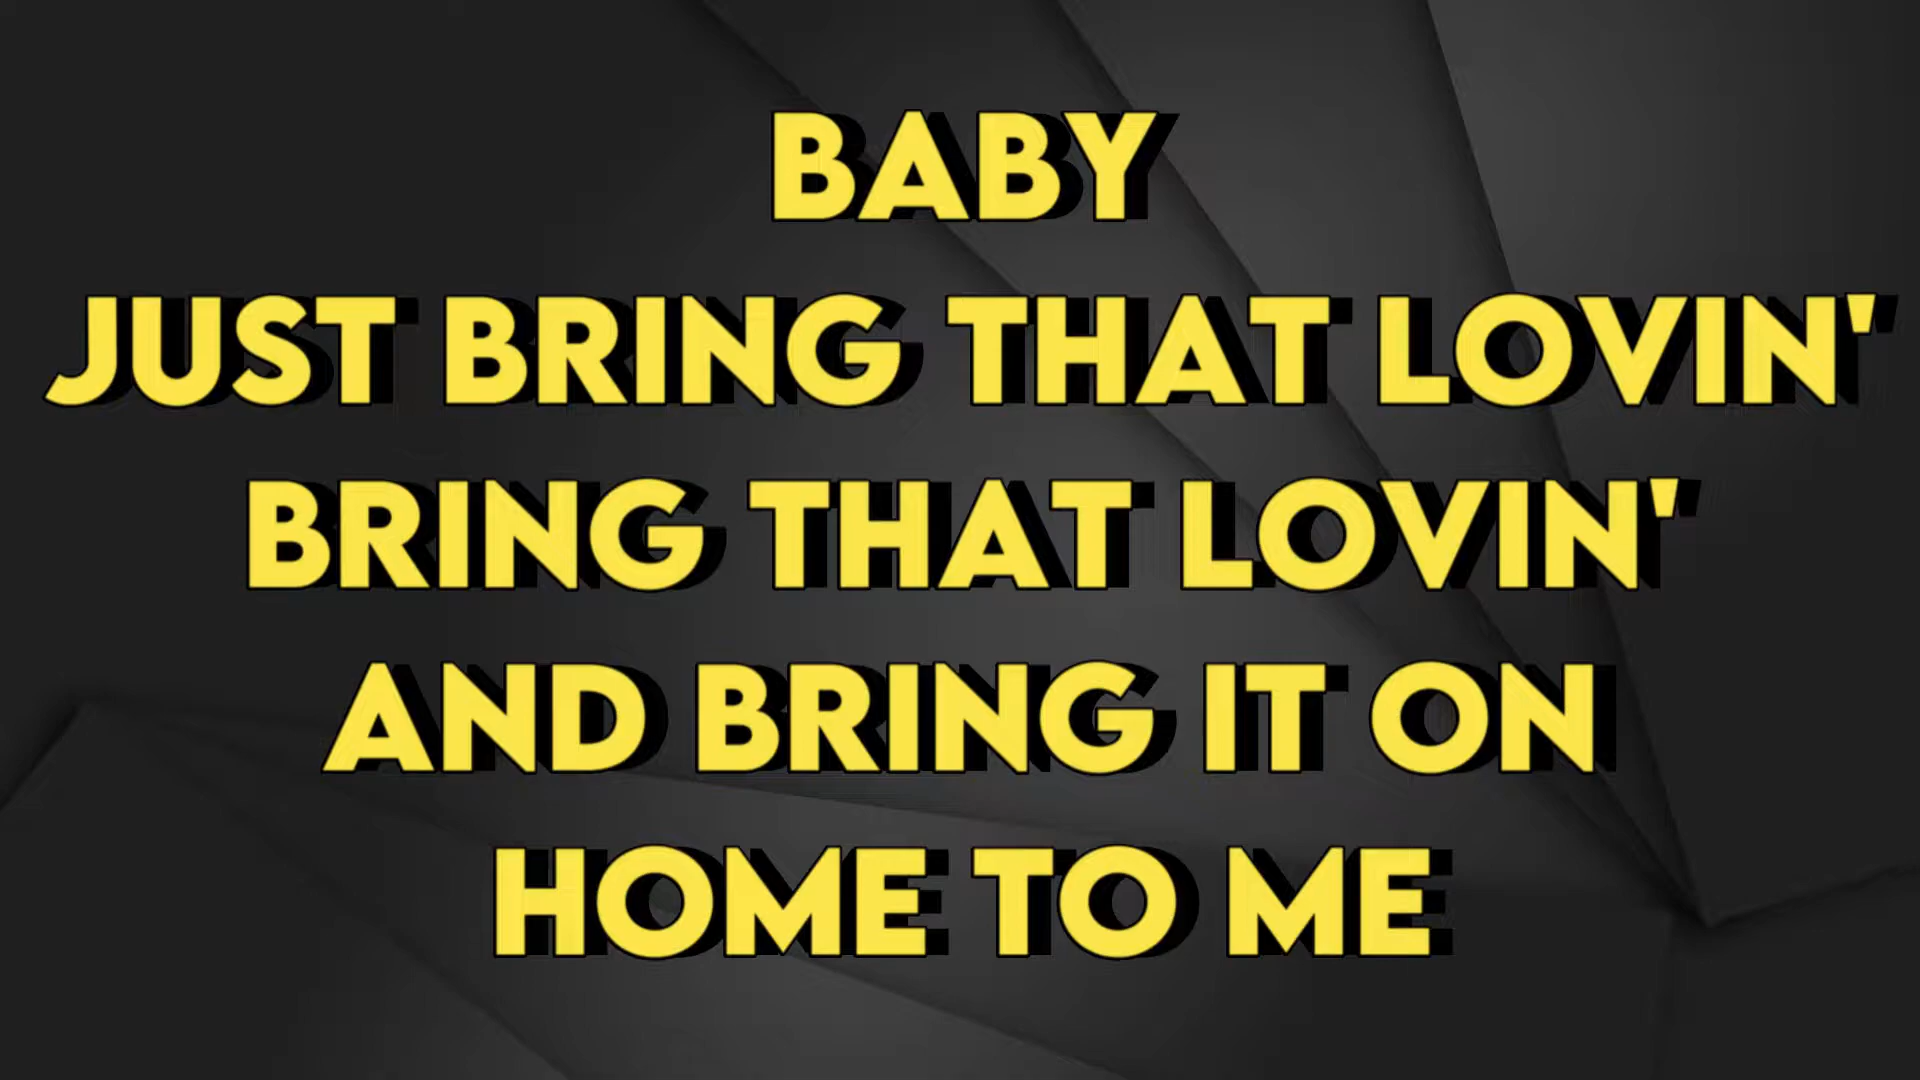 BABY
JUST BRING THAT LOVIN'
BRING THAT LOVIN'
AND BRING IT ON
HOME TO ME